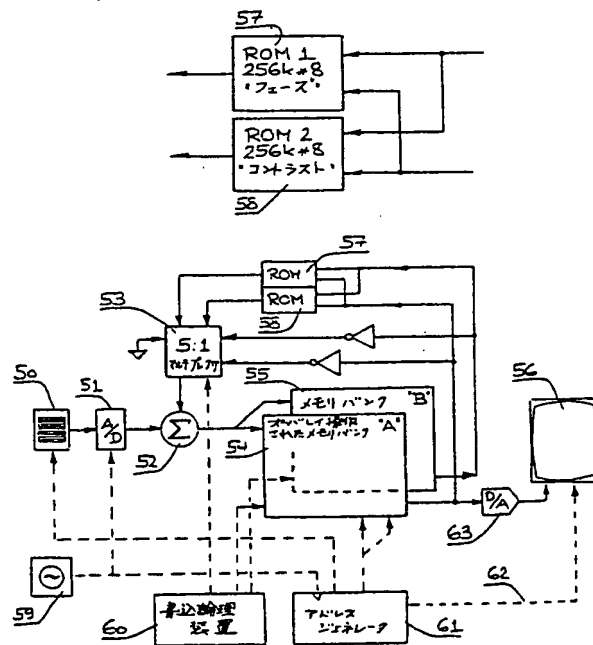 57
ROM 1
256k*8
"フェーズ"
ROM 2
256k*8
"コントラスト"
58
57
ROM
ROM
58
53
5:1
マルチプレクサ
50
51
A/D
Σ
52
55
メモリバンク "B"
オーバレイ操作
されたメモリバンク "A"
54
56
D/A
63
59
書込論理
装置
60
アドレス
ジェネレータ
61
62